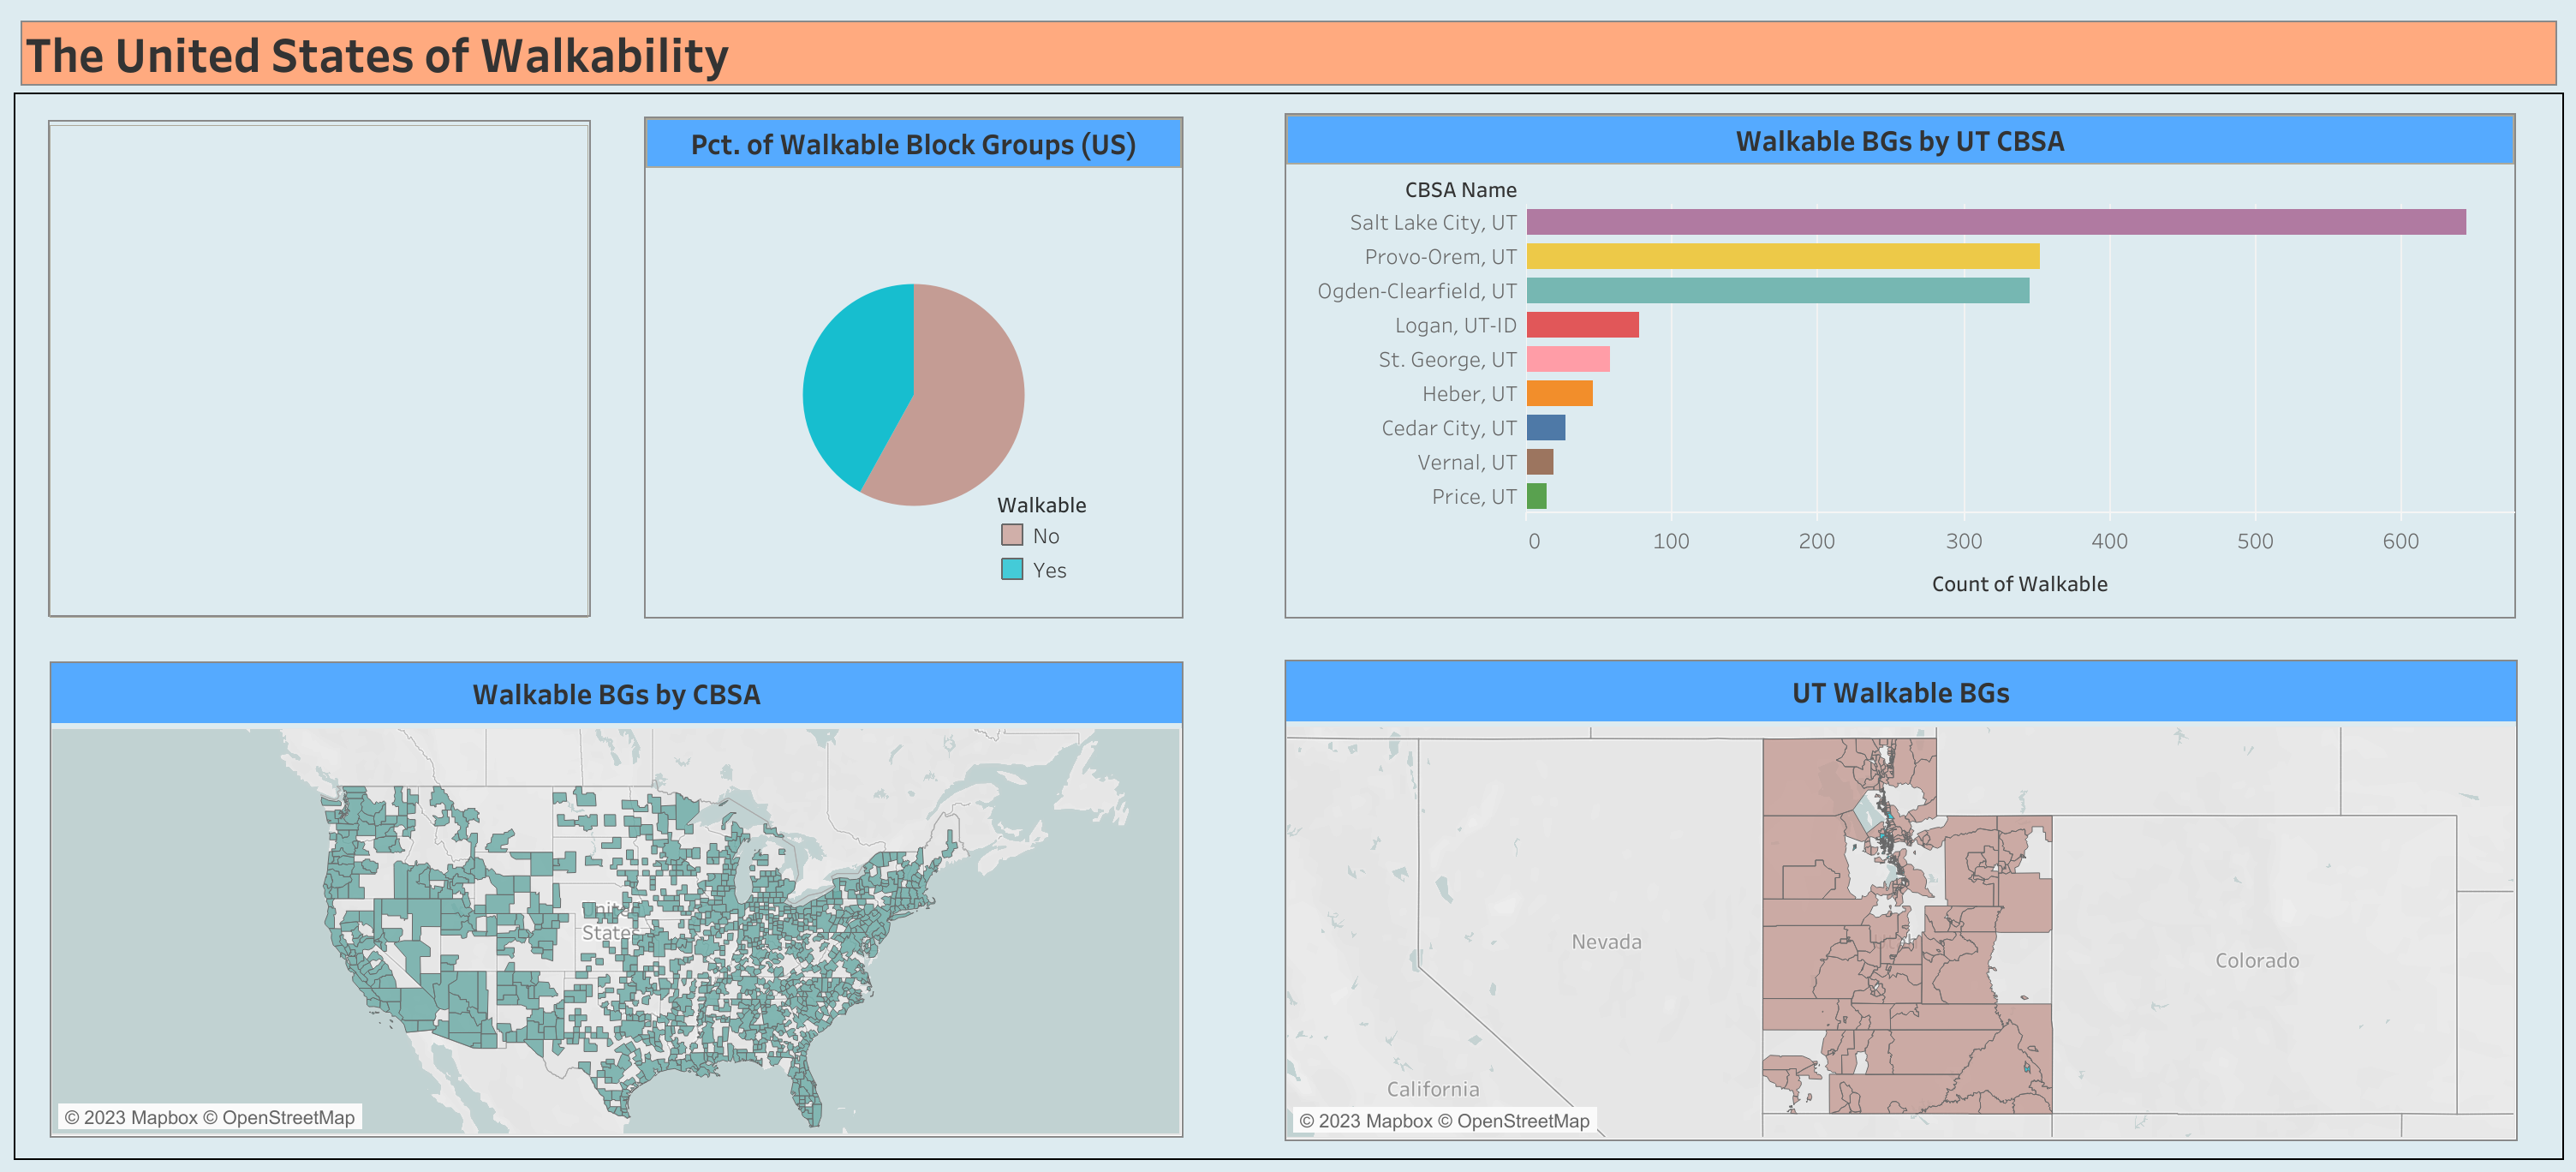 The United States of Walkability
Pct. of Walkable Block Groups (US)
Walkable
No
Yes
Walkable BGs by UT CBSA
CBSA Name
Salt Lake City, UT
Provo-Orem, UT
Ogden-Clearfield, UT
Logan, UT-ID
St. George, UT
Heber, UT
Cedar City, UT
Vernal, UT
Price, UT
0 100 200 300 400 500 600
Count of Walkable
Walkable BGs by CBSA
United
States
© 2023 Mapbox © OpenStreetMap
UT Walkable BGs
Nevada
Colorado
California
© 2023 Mapbox © OpenStreetMap